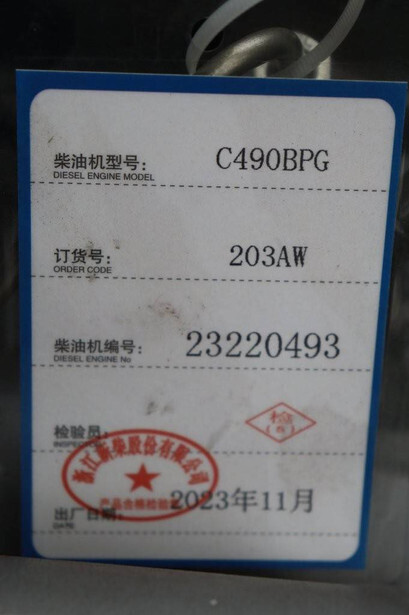 柴油机型号: C490BPG
DIESEL ENGINE MODEL
订货号: 203AW
ORDER CODE
柴油机编号: 23220493
DIESEL ENGINE No
检验员: 检
浙江新柴股份有限公司
产品合格检验
出厂日期: 2023年11月
DATE